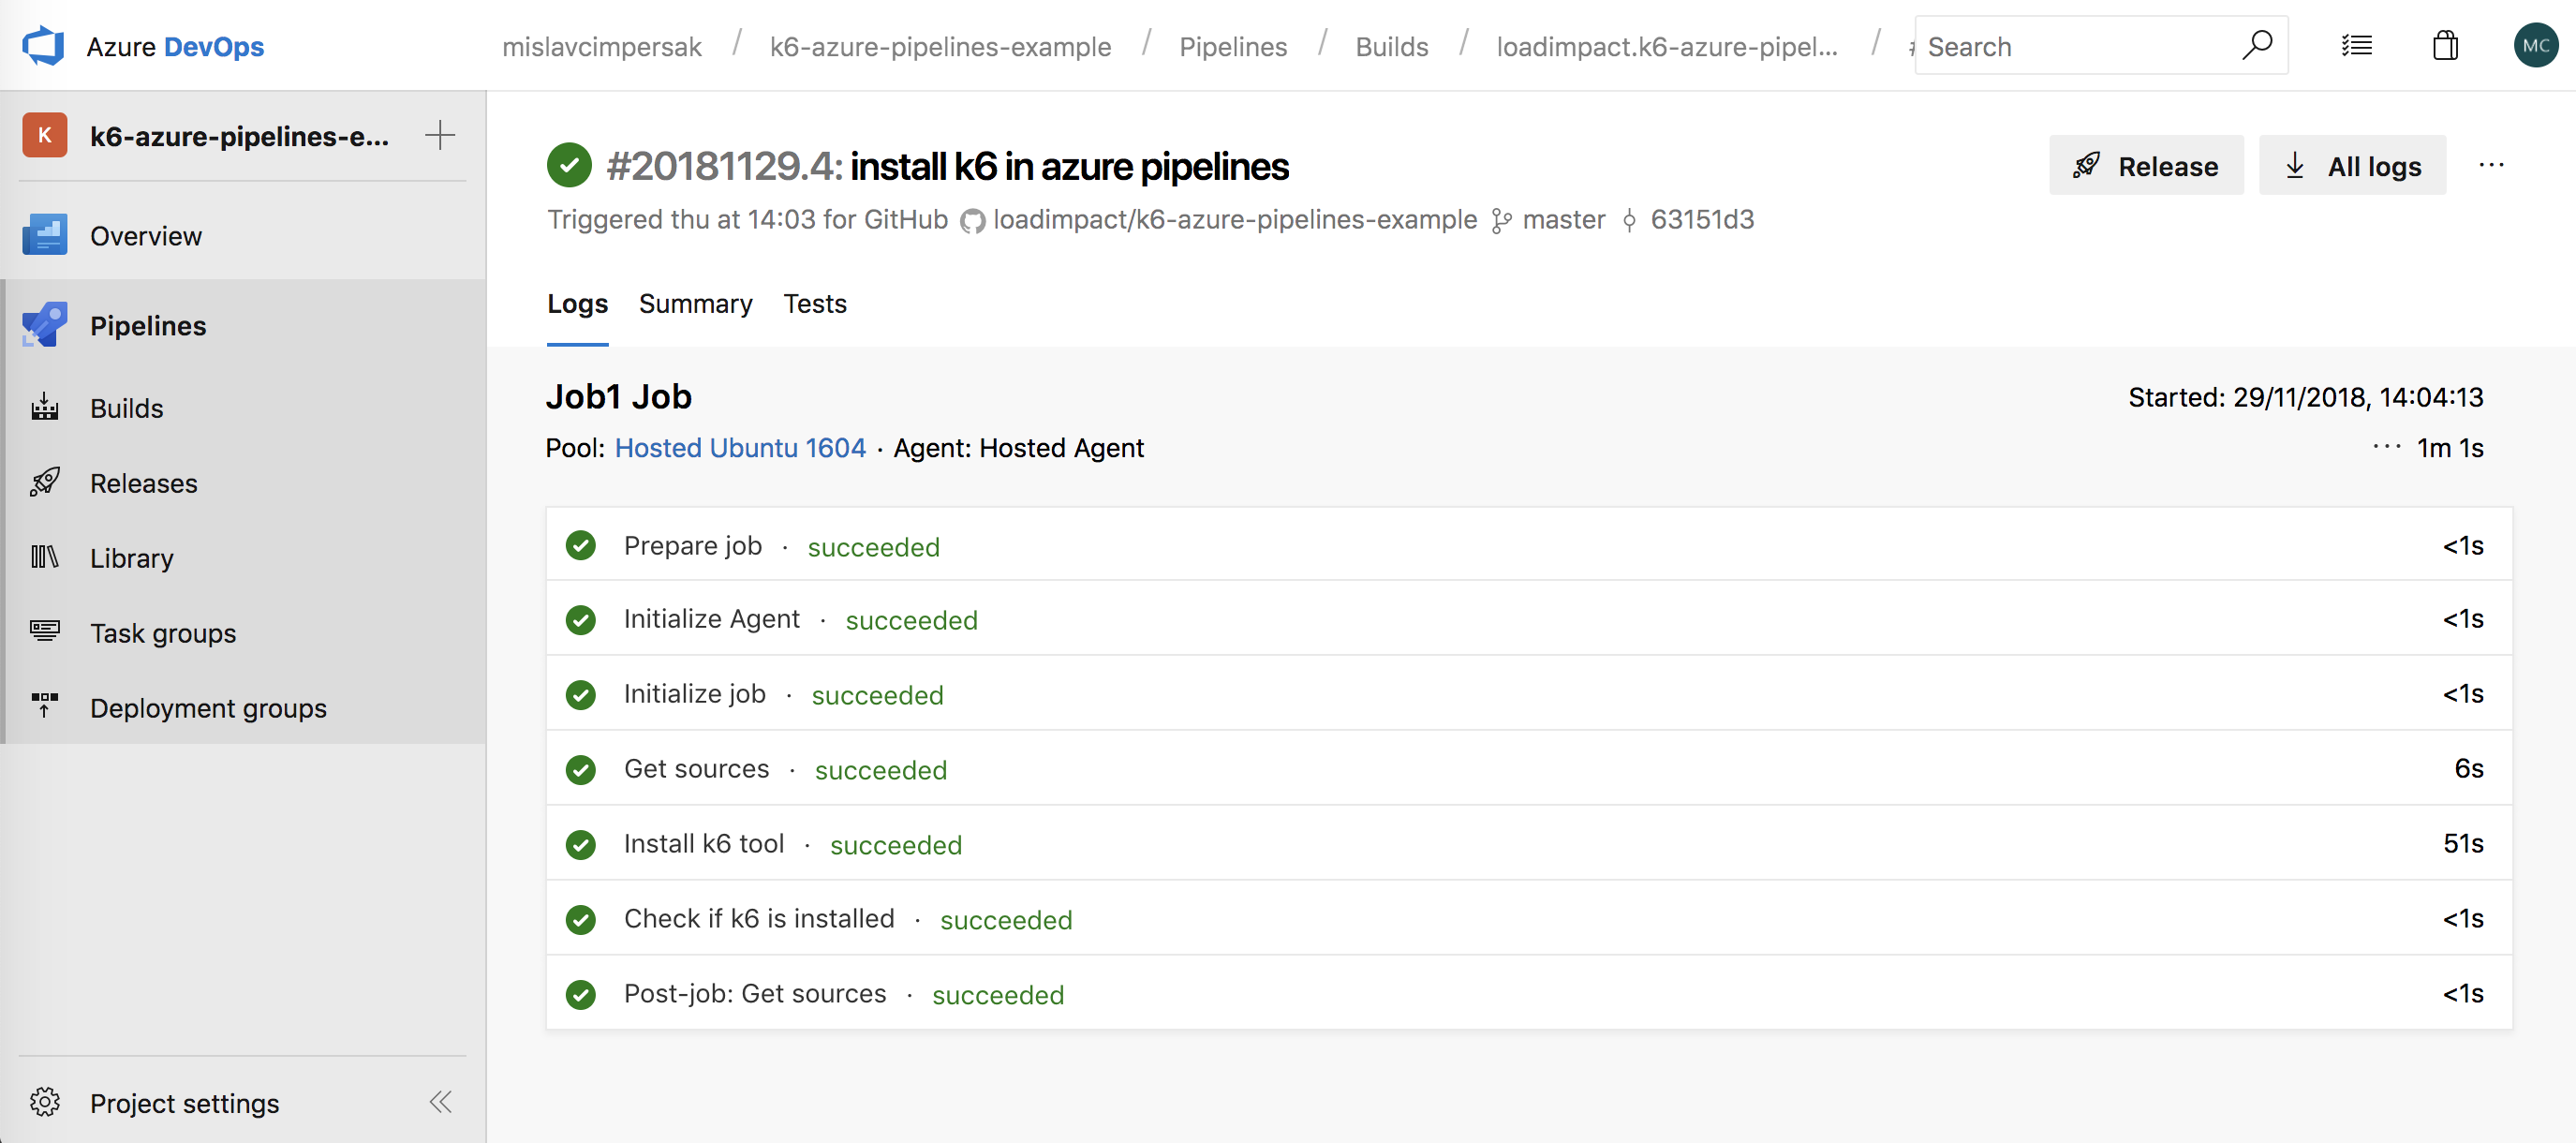 Azure DevOps
mislavcimpersak / k6-azure-pipelines-example / Pipelines / Builds / loadimpact.k6-azure-pipel... /
Search
MC
K
k6-azure-pipelines-e...
Overview
Pipelines
Builds
Releases
Library
Task groups
Deployment groups
Project settings
#20181129.4: install k6 in azure pipelines
Release
All logs
Triggered thu at 14:03 for GitHub loadimpact/k6-azure-pipelines-example master 63151d3
Logs Summary Tests
Job1 Job
Started: 29/11/2018, 14:04:13
Pool: Hosted Ubuntu 1604 · Agent: Hosted Agent
··· 1m 1s
Prepare job · succeeded <1s
Initialize Agent · succeeded <1s
Initialize job · succeeded <1s
Get sources · succeeded 6s
Install k6 tool · succeeded 51s
Check if k6 is installed · succeeded <1s
Post-job: Get sources · succeeded <1s